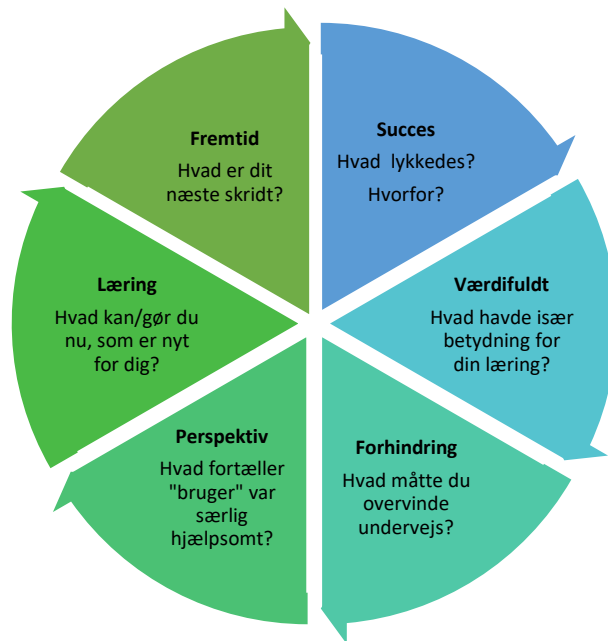 Succes
Hvad lykkedes?
Hvorfor?
Værdifuldt
Hvad havde især
betydning for
din læring?
Forhindring
Hvad måtte du
overvinde
undervejs?
Perspektiv
Hvad fortæller
"bruger" var
særlig
hjælpsomt?
Læring
Hvad kan/gør du
nu, som er nyt
for dig?
Fremtid
Hvad er dit
næste skridt?